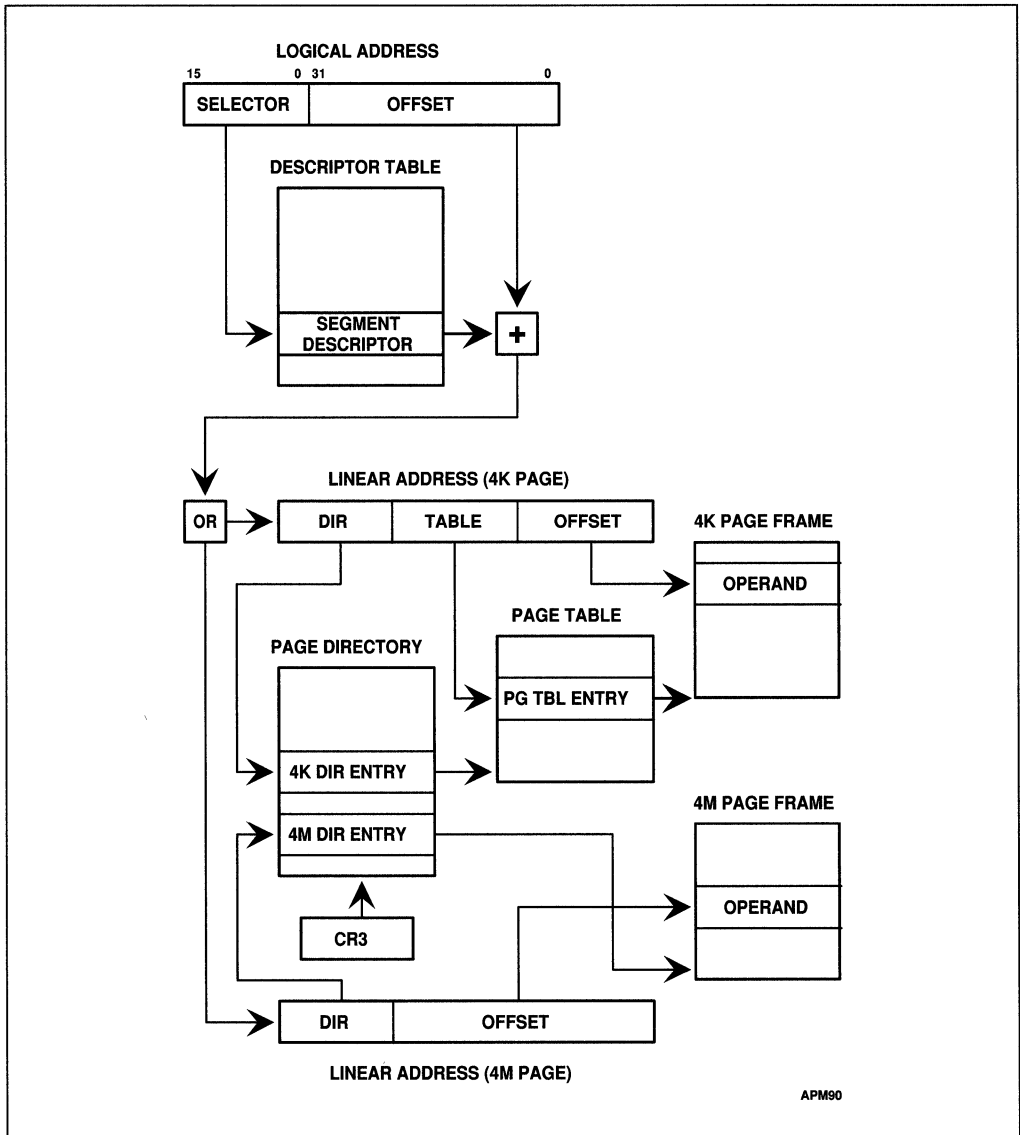 LOGICAL ADDRESS
15 0 31 0
SELECTOR OFFSET
DESCRIPTOR TABLE
SEGMENT
DESCRIPTOR
+
LINEAR ADDRESS (4K PAGE)
OR DIR TABLE OFFSET
4K PAGE FRAME
OPERAND
PAGE TABLE
PAGE DIRECTORY
PG TBL ENTRY
4K DIR ENTRY
4M PAGE FRAME
4M DIR ENTRY
OPERAND
CR3
DIR OFFSET
LINEAR ADDRESS (4M PAGE)
APM90